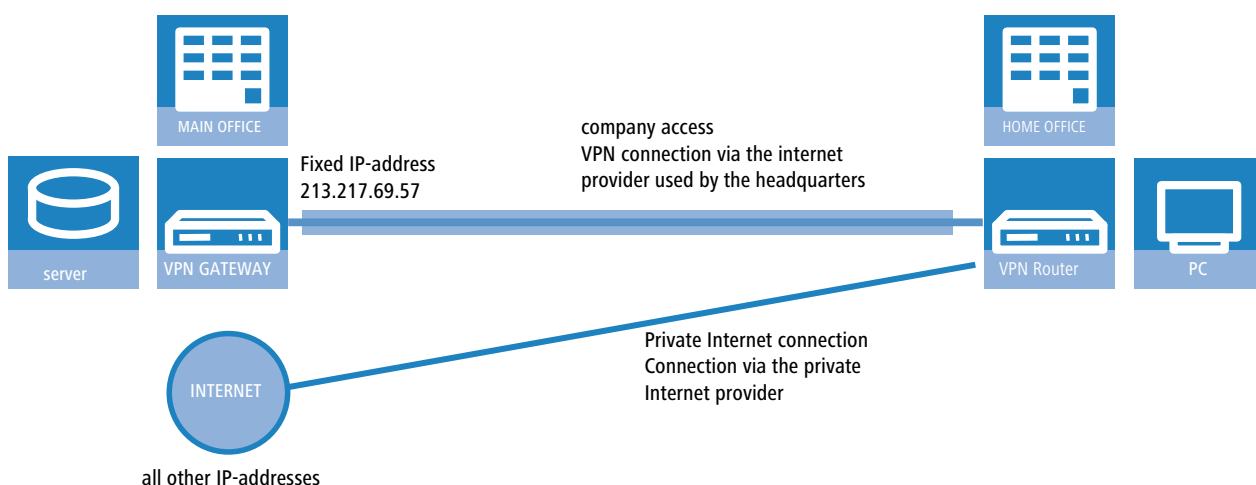 MAIN OFFICE
HOME OFFICE
company access
VPN connection via the internet
provider used by the headquarters
Fixed IP-address
213.217.69.57
server
VPN GATEWAY
VPN Router
PC
Private Internet connection
Connection via the private
Internet provider
INTERNET
all other IP-addresses